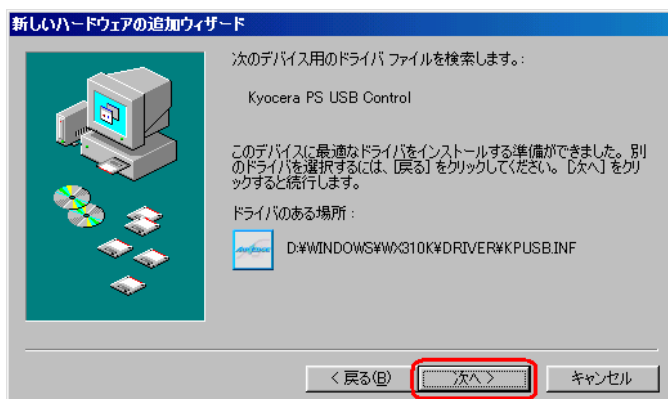 新しいハードウェアの追加ウィザード
次のデバイス用のドライバ ファイルを検索します。:
Kyocera PS USB Control
このデバイスに最適なドライバをインストールする準備ができました。別
のドライバを選択するには、[戻る] をクリックしてください。[次へ] をクリ
ックすると続行します。
ドライバのある場所 :
D:¥WINDOWS¥WX310K¥DRIVER¥KPUSB.INF
< 戻る(B)
次へ >
キャンセル